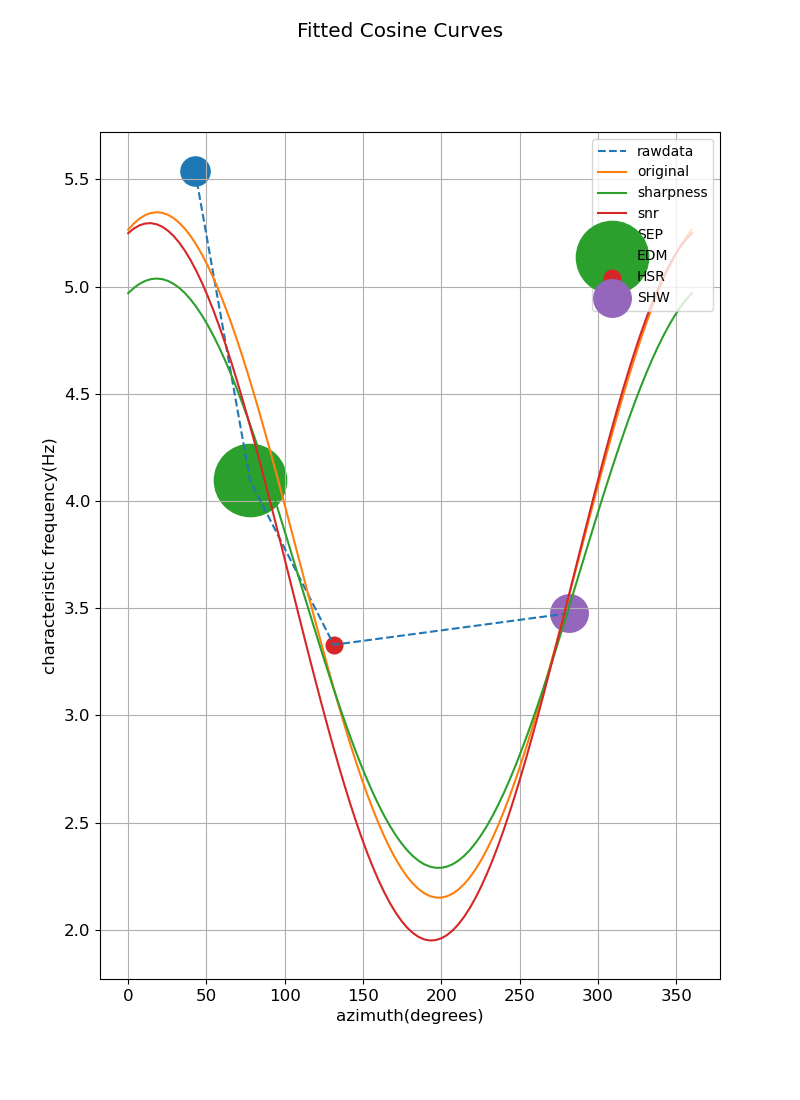 Fitted Cosine Curves
rawdata
original
sharpness
snr
SEP
EDM
HSR
SHW
5.5
5.0
4.5
4.0
3.5
3.0
2.5
2.0
characteristic frequency(Hz)
0 50 100 150 200 250 300 350
azimuth(degrees)